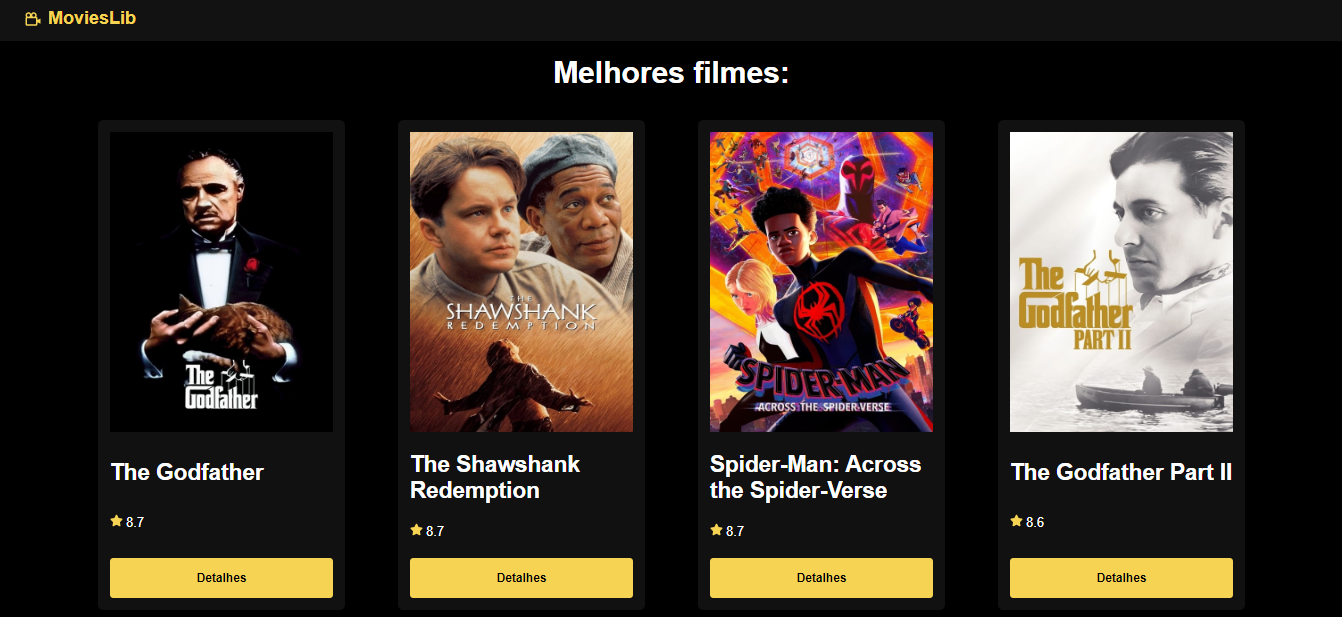 MoviesLib
Melhores filmes:
The
Godfather
THE
SHAWSHANK
REDEMPTION
SPIDER-MAN
ACROSS THE SPIDER-VERSE
The
Godfather
PART II
The Godfather
The Shawshank
Redemption
Spider-Man: Across
the Spider-Verse
The Godfather Part II
8.7
8.7
8.7
8.6
Detalhes
Detalhes
Detalhes
Detalhes